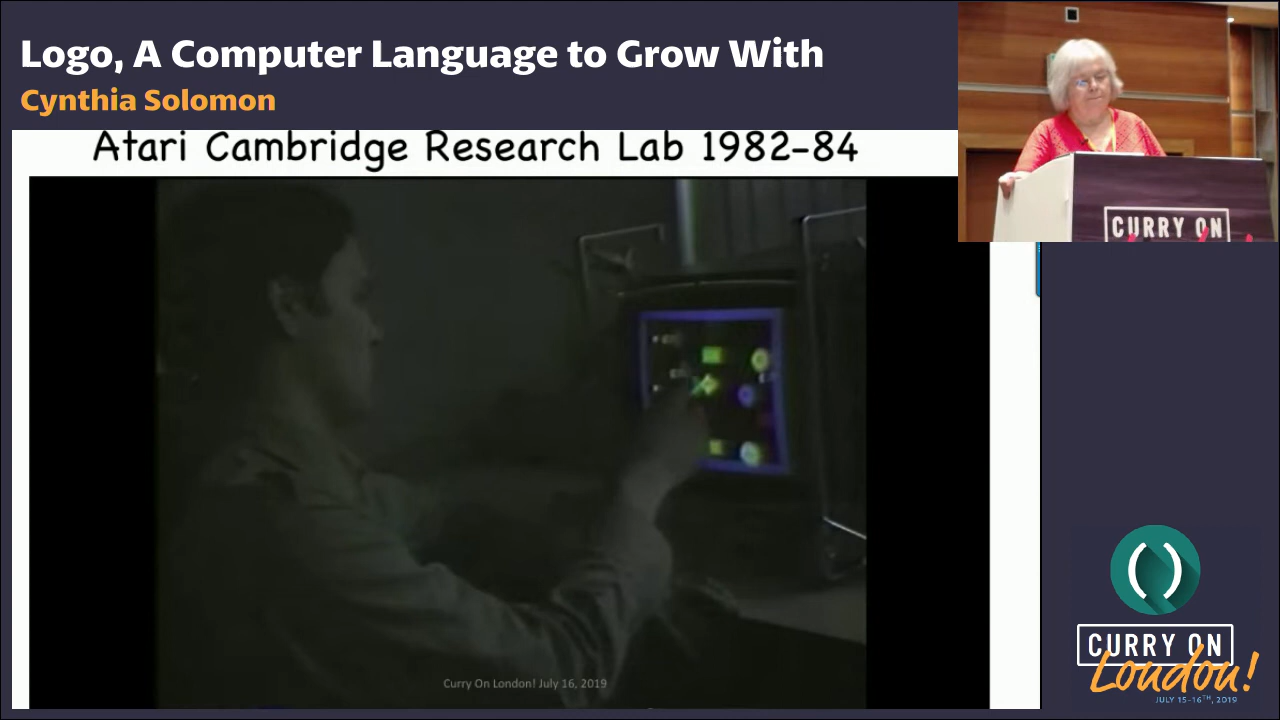 Logo, A Computer Language to Grow With
Cynthia Solomon
Atari Cambridge Research Lab 1982-84
CURRY ON
Curry On London! July 16, 2019
CURRY ON
London!
JULY 15-16TH, 2019